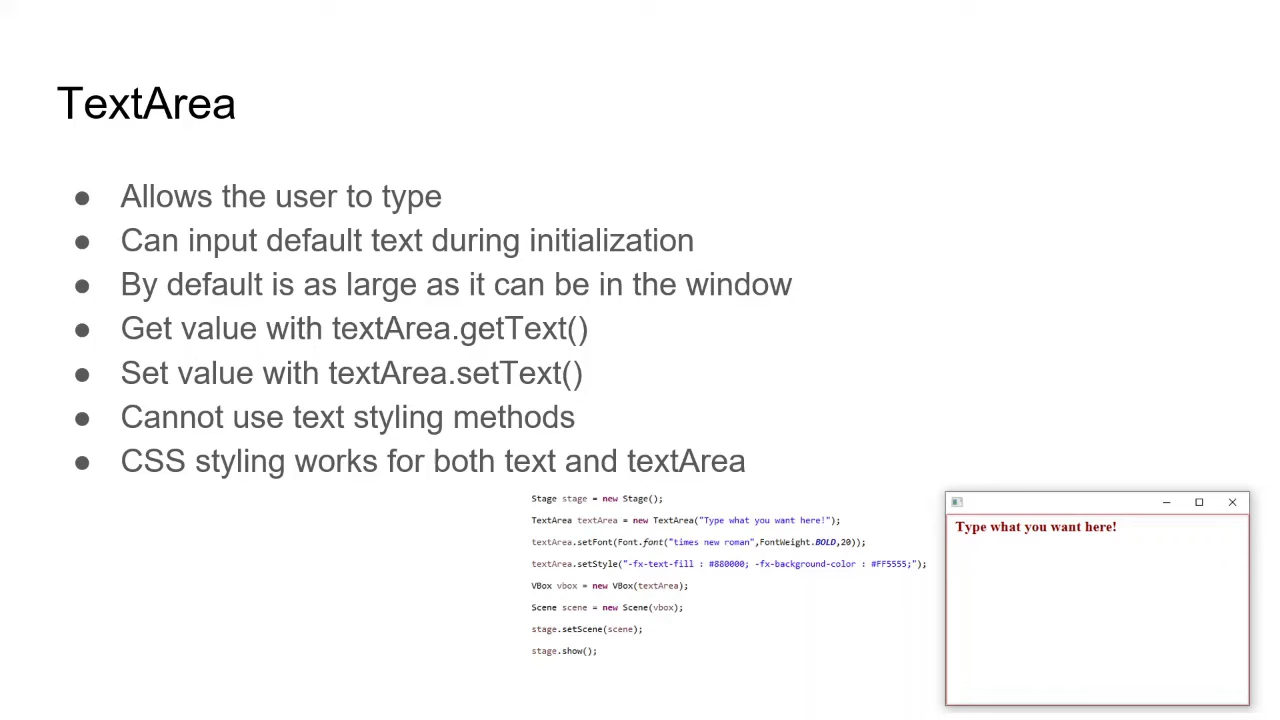 TextArea
● Allows the user to type
● Can input default text during initialization
● By default is as large as it can be in the window
● Get value with textArea.getText()
● Set value with textArea.setText()
● Cannot use text styling methods
● CSS styling works for both text and textArea
Stage stage = new Stage();
TextArea textArea = new TextArea("Type what you want here!");
textArea.setFont(Font.font("times new roman",FontWeight.BOLD,20));
textArea.setStyle("-fx-text-fill : #880000; -fx-background-color : #FF5555;");
VBox vbox = new VBox(textArea);
Scene scene = new Scene(vbox);
stage.setScene(scene);
stage.show();
Type what you want here!